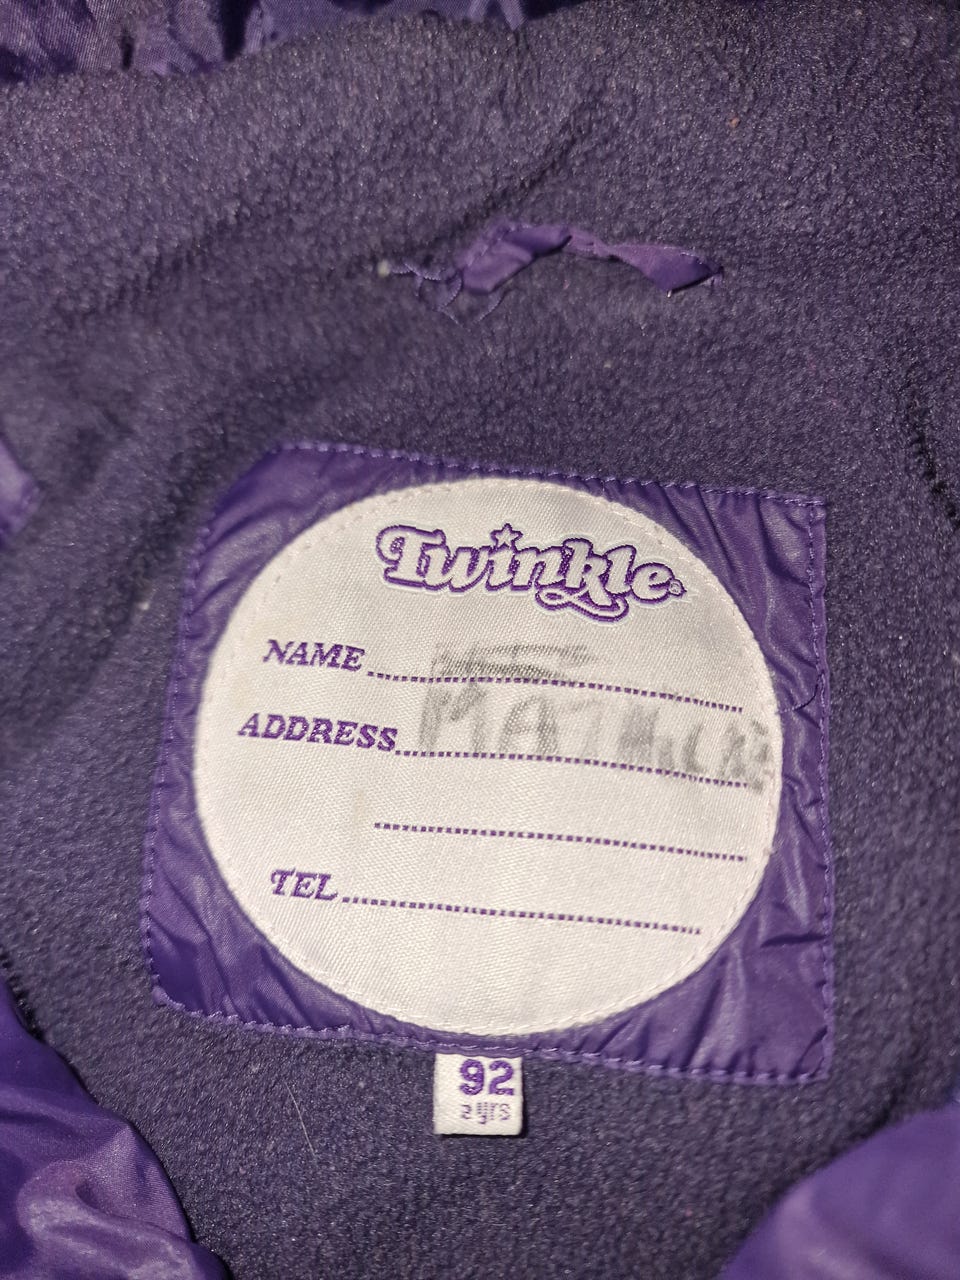 Twinkle
NAME
ADDRESS
TEL
92
2 yrs